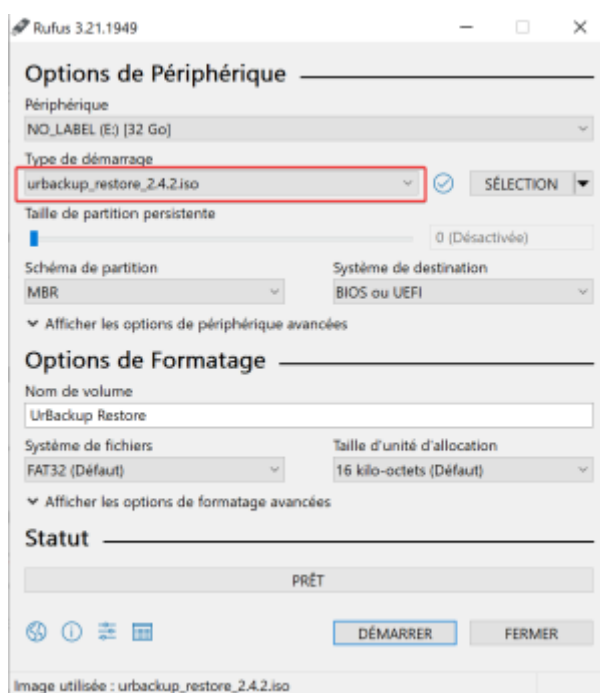 Rufus 3.21.1949
Options de Périphérique
Périphérique
NO_LABEL (E:) [32 Go]
Type de démarrage
urbackup_restore_2.4.2.iso
SÉLECTION
Taille de partition persistente
0 (Désactivée)
Schéma de partition Système de destination
MBR BIOS ou UEFI
Afficher les options de périphérique avancées
Options de Formatage
Nom de volume
UrBackup Restore
Système de fichiers Taille d'unité d'allocation
FAT32 (Défaut) 16 kilo-octets (Défaut)
Afficher les options de formatage avancées
Statut
PRÊT
DÉMARRER FERMER
Image utilisée : urbackup_restore_2.4.2.iso